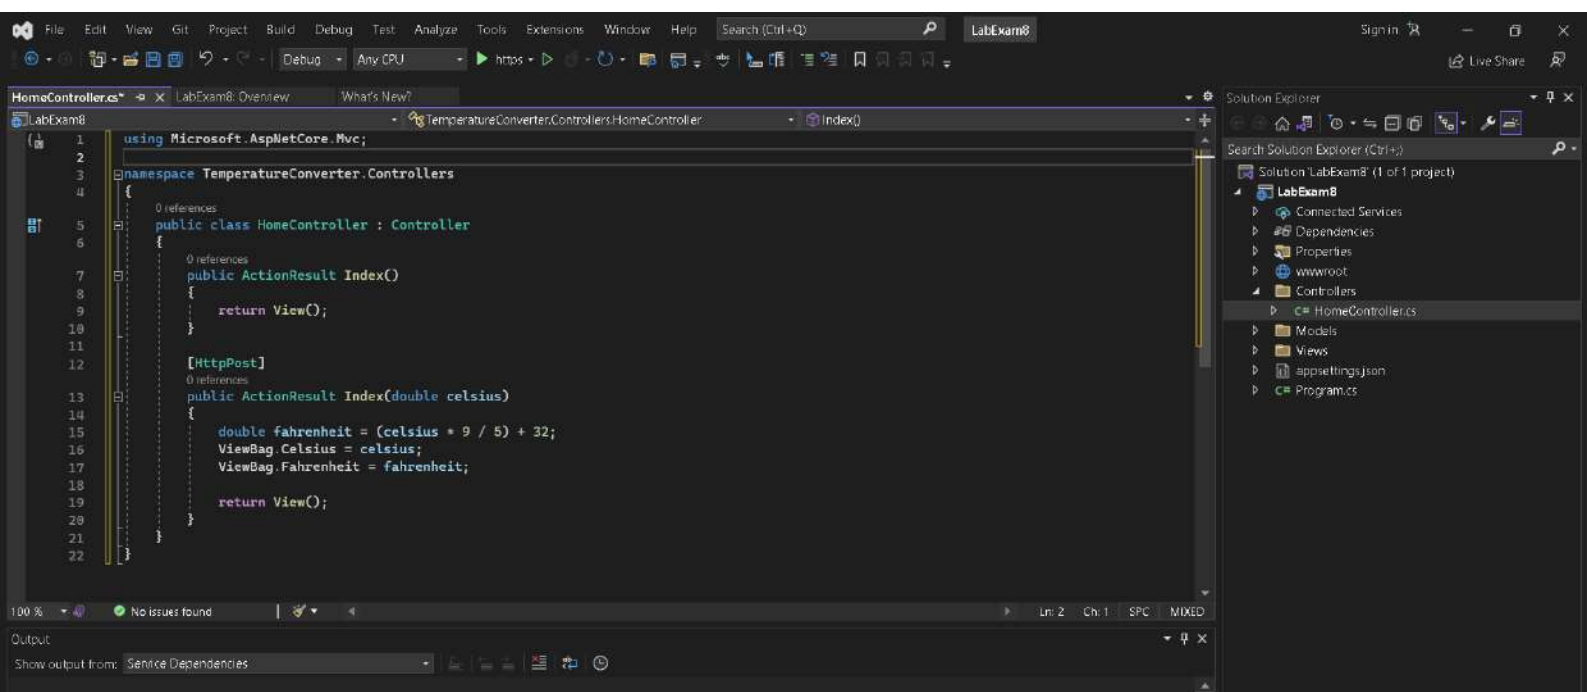 File Edit View Git Project Build Debug Test Analyze Tools Extensions Window Help Search (Ctrl+Q) LabExam8 Sign in
Debug Any CPU https Live Share
HomeController.cs* LabExam8: Overview What's New?
LabExam8 TemperatureConverter.Controllers.HomeController Index()
1 using Microsoft.AspNetCore.Mvc;
2
3 namespace TemperatureConverter.Controllers
4 {
0 references
5 public class HomeController : Controller
6 {
0 references
7 public ActionResult Index()
8 {
9 return View();
10 }
11
12 [HttpPost]
0 references
13 public ActionResult Index(double celsius)
14 {
15 double fahrenheit = (celsius * 9 / 5) + 32;
16 ViewBag.Celsius = celsius;
17 ViewBag.Fahrenheit = fahrenheit;
18
19 return View();
20 }
21 }
22 }
100 % No issues found Ln: 2 Ch: 1 SPC MIXED
Output
Show output from: Service Dependencies
Solution Explorer
Search Solution Explorer (Ctrl+;)
Solution 'LabExam8' (1 of 1 project)
LabExam8
Connected Services
Dependencies
Properties
wwwroot
Controllers
C# HomeController.cs
Models
Views
appsettings.json
C# Program.cs